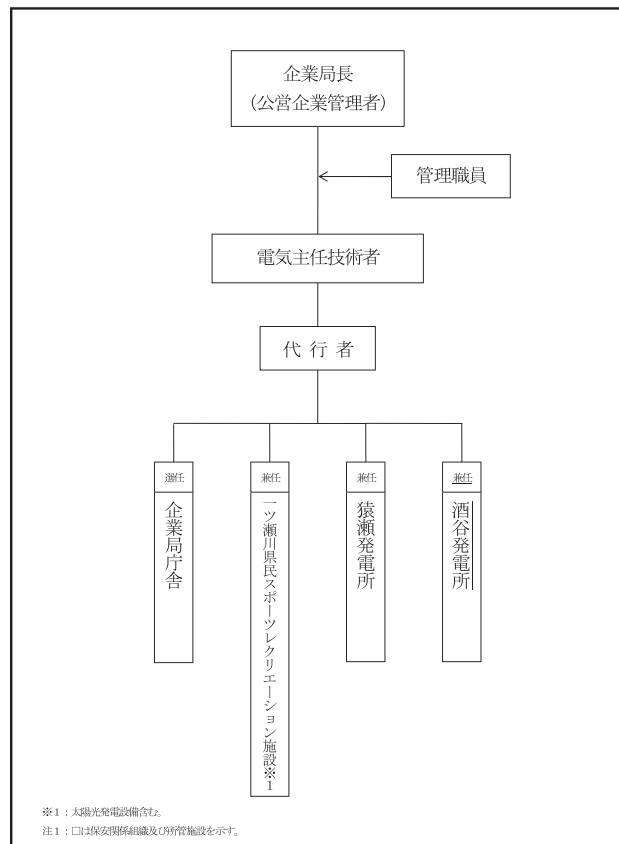 企業局長
（公営企業管理者）
管理職員
電気主任技術者
代 行 者
選任
企業局庁舎
兼任
一ツ瀬川県民スポーツレクリエーション施設※１
兼任
猿瀬発電所
兼任
酒谷発電所
※１：太陽光発電設備含む。
注１：□は保安関係組織及び所管施設を示す。